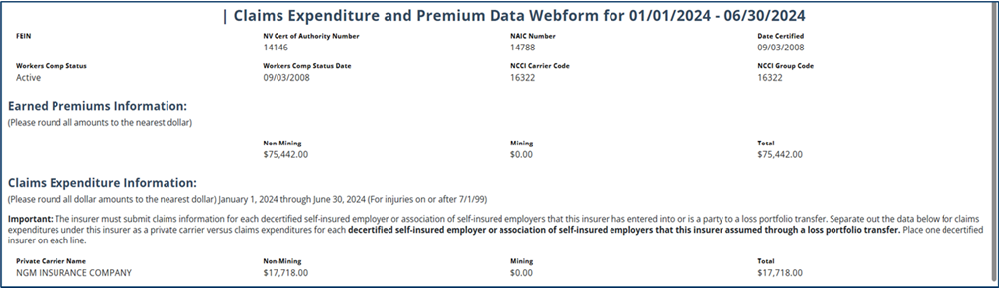 | Claims Expenditure and Premium Data Webform for 01/01/2024 - 06/30/2024
FEIN NV Cert of Authority Number NAIC Number Date Certified
14146 14788 09/03/2008
Workers Comp Status Workers Comp Status Date NCCI Carrier Code NCCI Group Code
Active 09/03/2008 16322 16322
Earned Premiums Information:
(Please round all amounts to the nearest dollar)
Non-Mining Mining Total
$75,442.00 $0.00 $75,442.00
Claims Expenditure Information:
(Please round all dollar amounts to the nearest dollar) January 1, 2024 through June 30, 2024 (For injuries on or after 7/1/99)
Important: The insurer must submit claims information for each decertified self-insured employer or association of self-insured employers that this insurer has entered into or is a party to a loss portfolio transfer. Separate out the data below for claims
expenditures under this insurer as a private carrier versus claims expenditures for each decertified self-insured employer or association of self-insured employers that this insurer assumed through a loss portfolio transfer. Place one decertified
insurer on each line.
Private Carrier Name Non-Mining Mining Total
NGM INSURANCE COMPANY $17,718.00 $0.00 $17,718.00